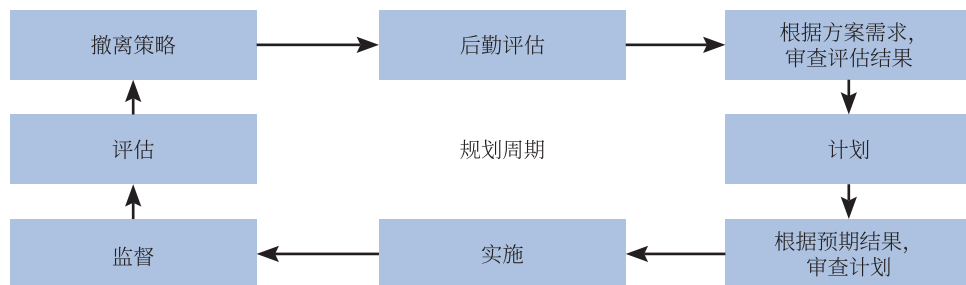 撤离策略
后勤评估
根据方案需求，
审查评估结果
评估
规划周期
计划
监督
实施
根据预期结果，
审查计划